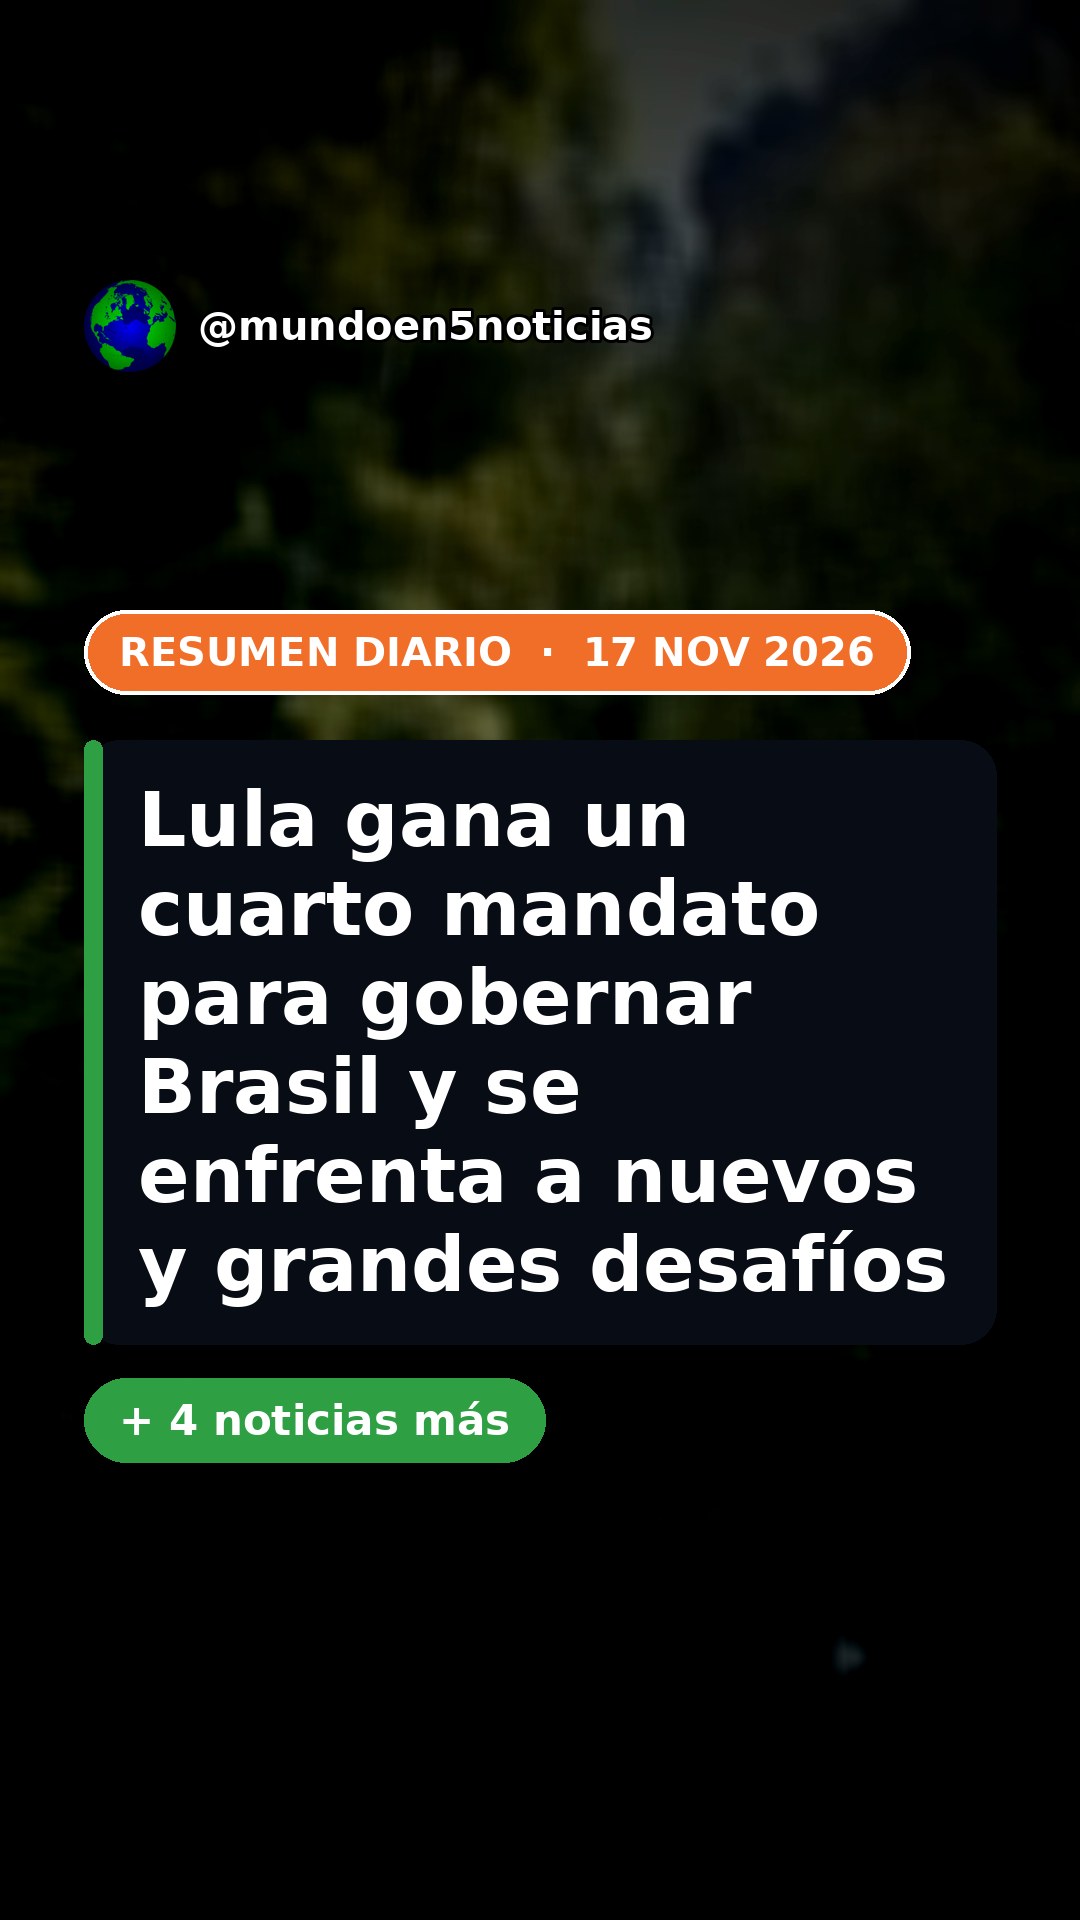 @mundoen5noticias
RESUMEN DIARIO · 17 NOV 2026
Lula gana un
cuarto mandato
para gobernar
Brasil y se
enfrenta a nuevos
y grandes desafíos
+ 4 noticias más